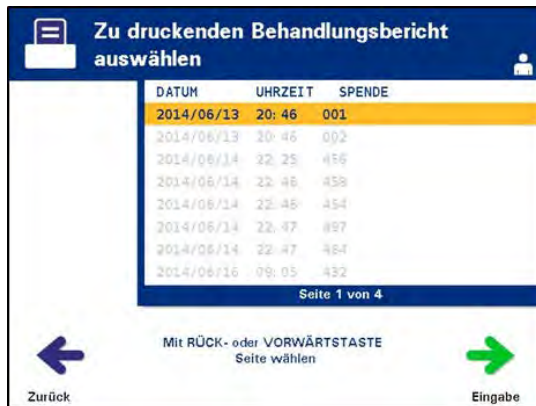 Zu druckenden Behandlungsbericht
auswählen
DATUM UHRZEIT SPENDE
2014/06/13 20: 46 001
2014/06/13 20: 46 002
2014/06/14 22: 25 456
2014/06/14 22: 46 458
2014/06/14 22: 46 454
2014/06/14 22: 47
2014/06/14 22: 47
2014/06/16 09: 05 432
Seite 1 von 4
Mit RÜCK- oder VORWÄRTSTASTE
Seite wählen
Zurück
Eingabe